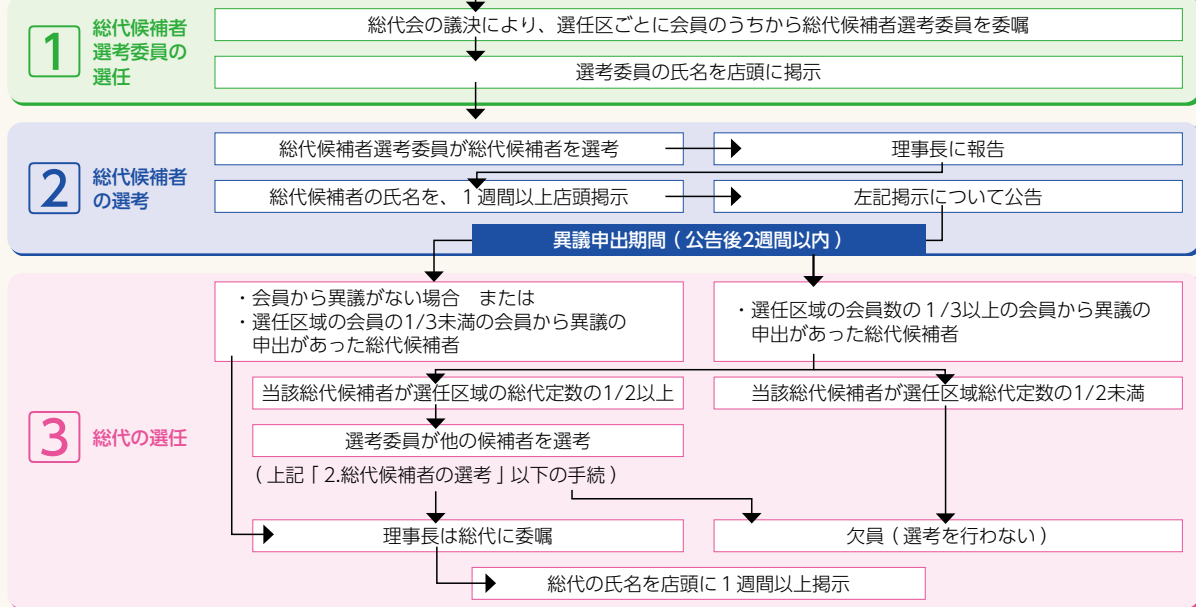 1
総代候補者
選考委員の
選任
総代会の議決により、選任区ごとに会員のうちから総代候補者選考委員を委嘱
選考委員の氏名を店頭に掲示
2
総代候補者
の選考
総代候補者選考委員が総代候補者を選考
理事長に報告
総代候補者の氏名を、1週間以上店頭掲示
左記掲示について公告
異議申出期間(公告後2週間以内)
3
総代の選任
・会員から異議がない場合　または
・選任区域の会員の1/3未満の会員から異議の
申出があった総代候補者
・選任区域の会員数の1/3以上の会員から異議の
申出があった総代候補者
当該総代候補者が選任区域の総代定数の1/2以上
当該総代候補者が選任区域総代定数の1/2未満
選考委員が他の候補者を選考
(上記「2.総代候補者の選考」以下の手続)
理事長は総代に委嘱
欠員(選考を行わない)
総代の氏名を店頭に1週間以上掲示